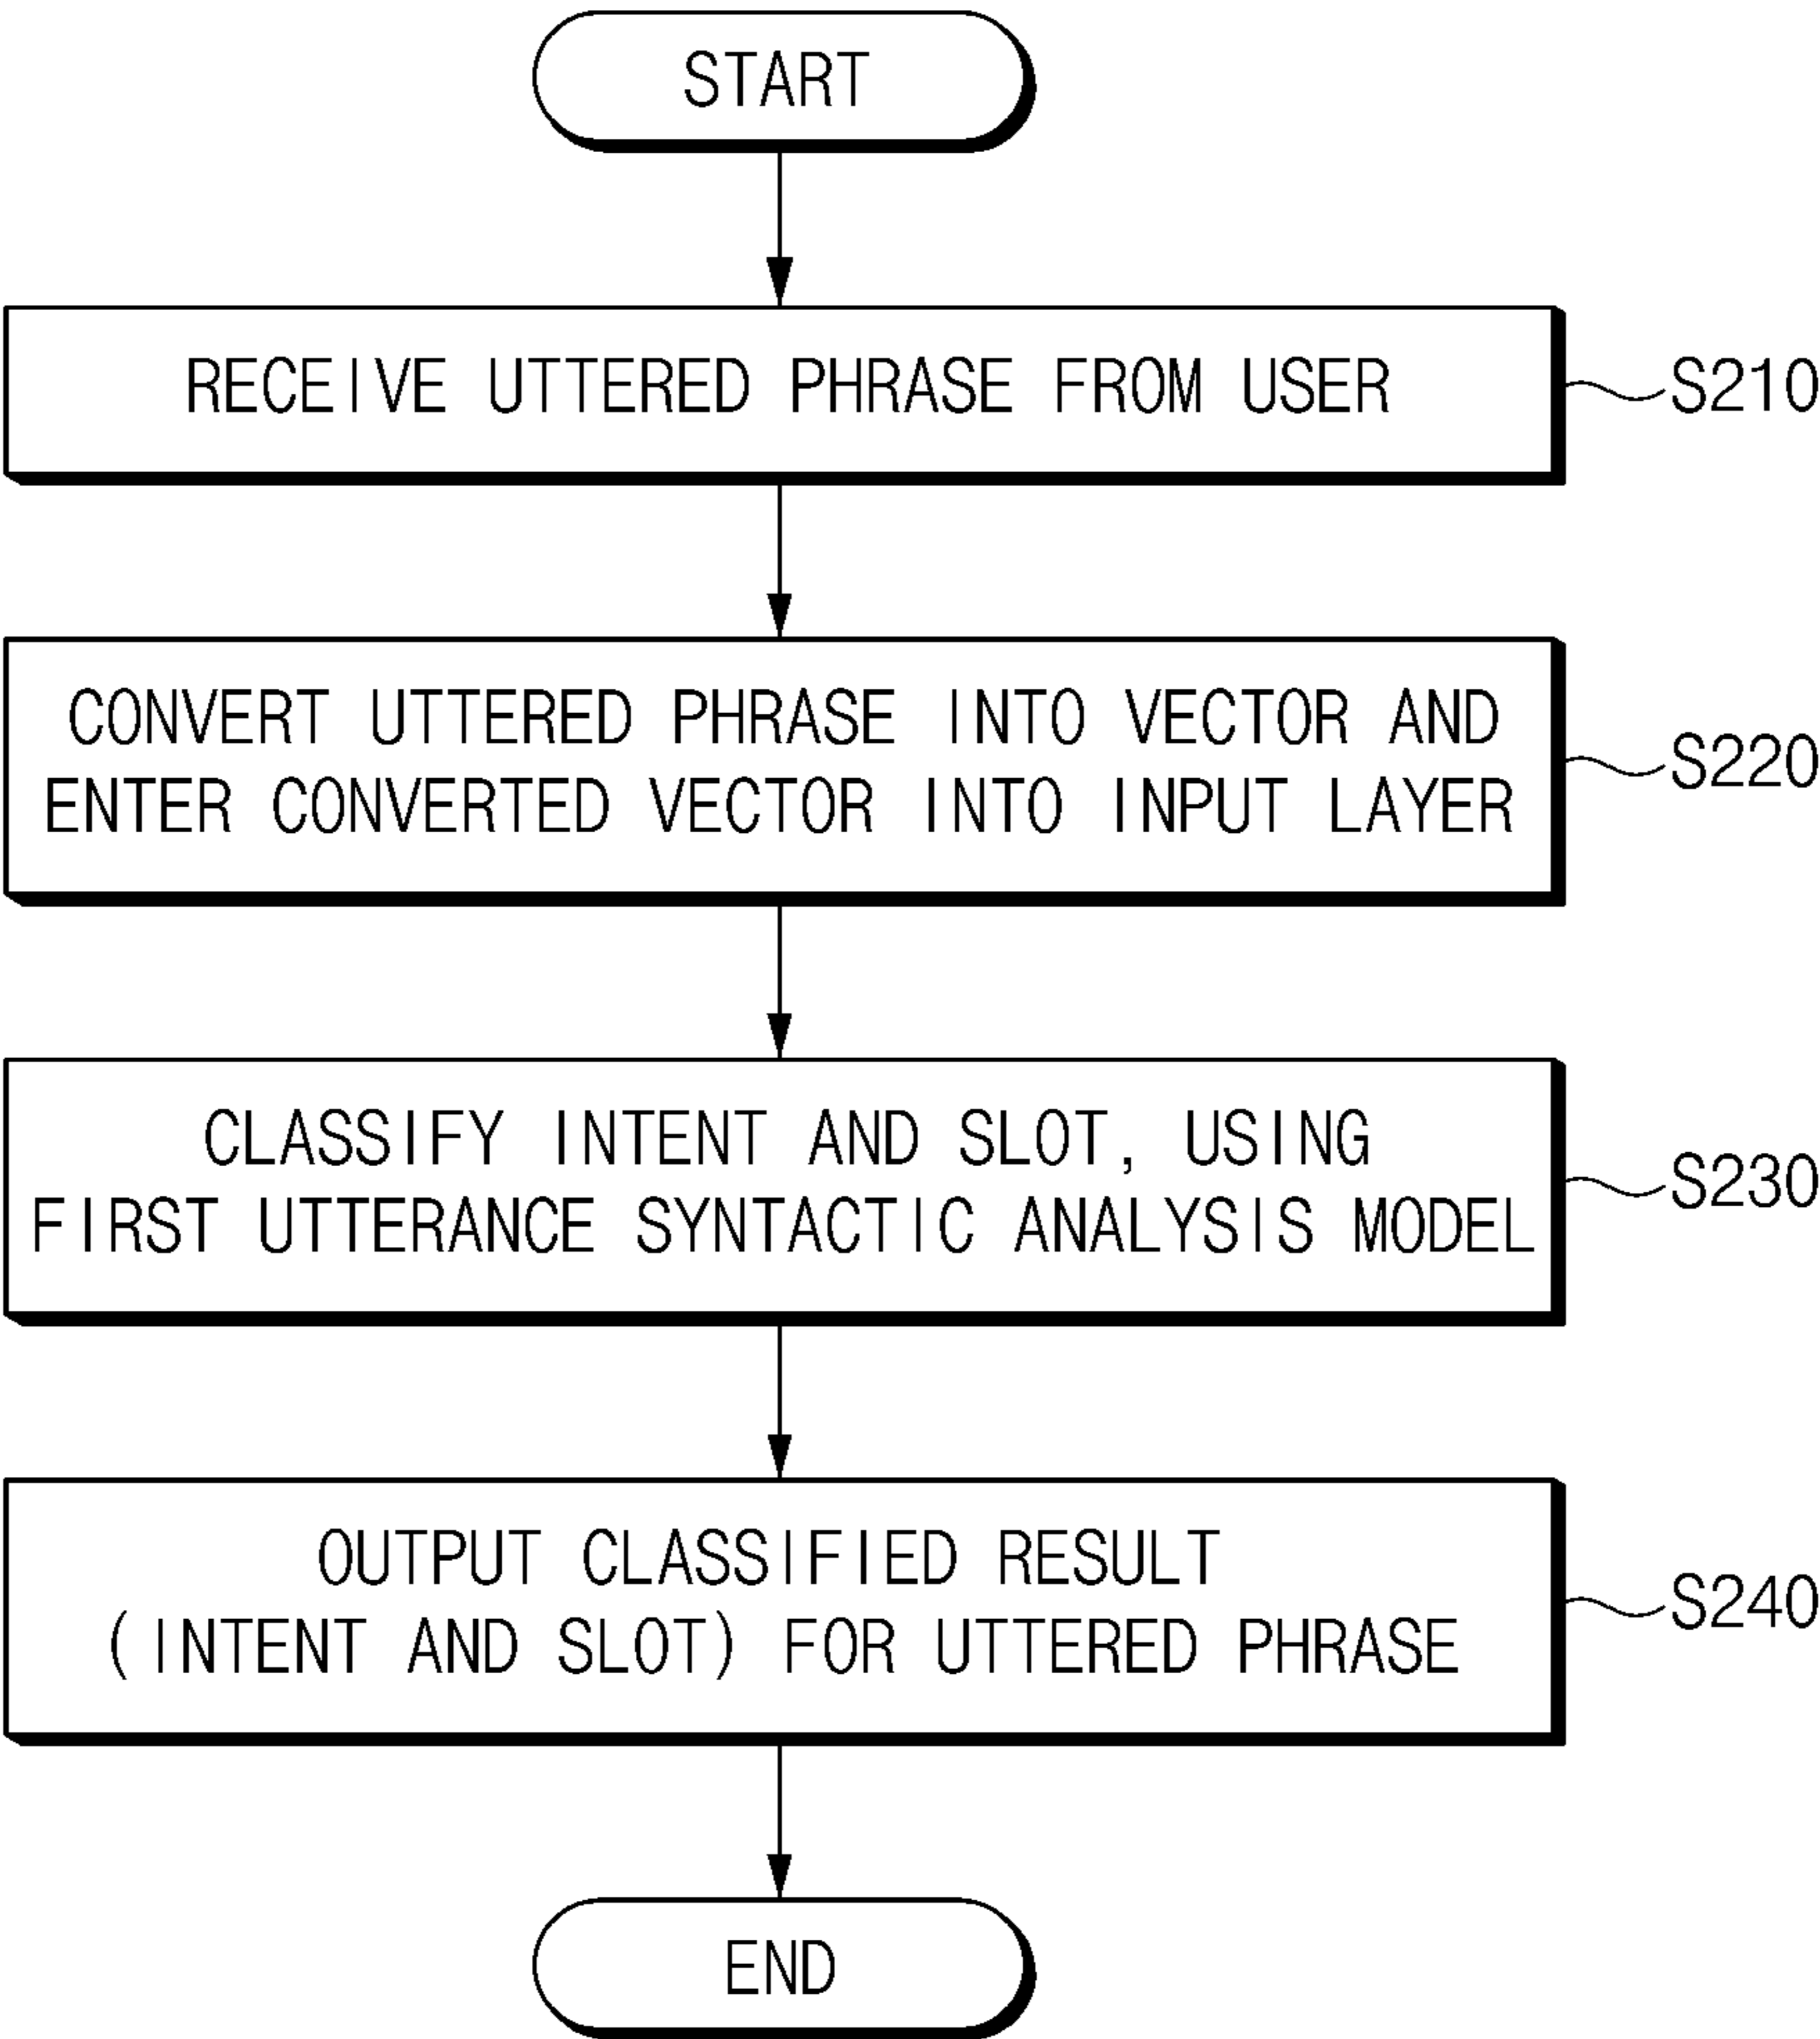 START
RECEIVE UTTERED PHRASE FROM USER
S210
CONVERT UTTERED PHRASE INTO VECTOR AND
ENTER CONVERTED VECTOR INTO INPUT LAYER
S220
CLASSIFY INTENT AND SLOT, USING
FIRST UTTERANCE SYNTACTIC ANALYSIS MODEL
S230
OUTPUT CLASSIFIED RESULT
(INTENT AND SLOT) FOR UTTERED PHRASE
S240
END